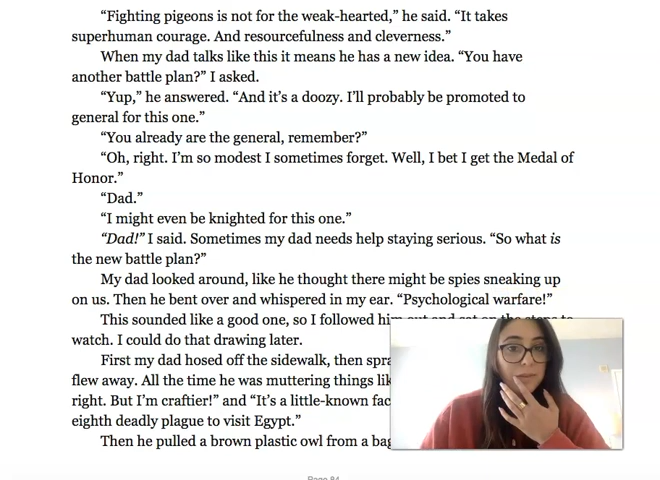 “Fighting pigeons is not for the weak-hearted,” he said. “It takes
superhuman courage. And resourcefulness and cleverness.”
When my dad talks like this it means he has a new idea. “You have
another battle plan?” I asked.
“Yup,” he answered. “And it’s a doozy. I’ll probably be promoted to
general for this one.”
“You already are the general, remember?”
“Oh, right. I’m so modest I sometimes forget. Well, I bet I get the Medal of
Honor.”
“Dad.”
“I might even be knighted for this one.”
“Dad!” I said. Sometimes my dad needs help staying serious. “So what is
the new battle plan?”
My dad looked around, like he thought there might be spies sneaking up
on us. Then he bent over and whispered in my ear. “Psychological warfare!”
This sounded like a good one, so I followed him out and sat on the steps to
watch. I could do that drawing later.
First my dad hosed off the sidewalk, then
flew away. All the time he was muttering things
right. But I’m craftier!” and “It’s a little-known
eighth deadly plague to visit Egypt.”
Then he pulled a brown plastic owl from a
Page 84